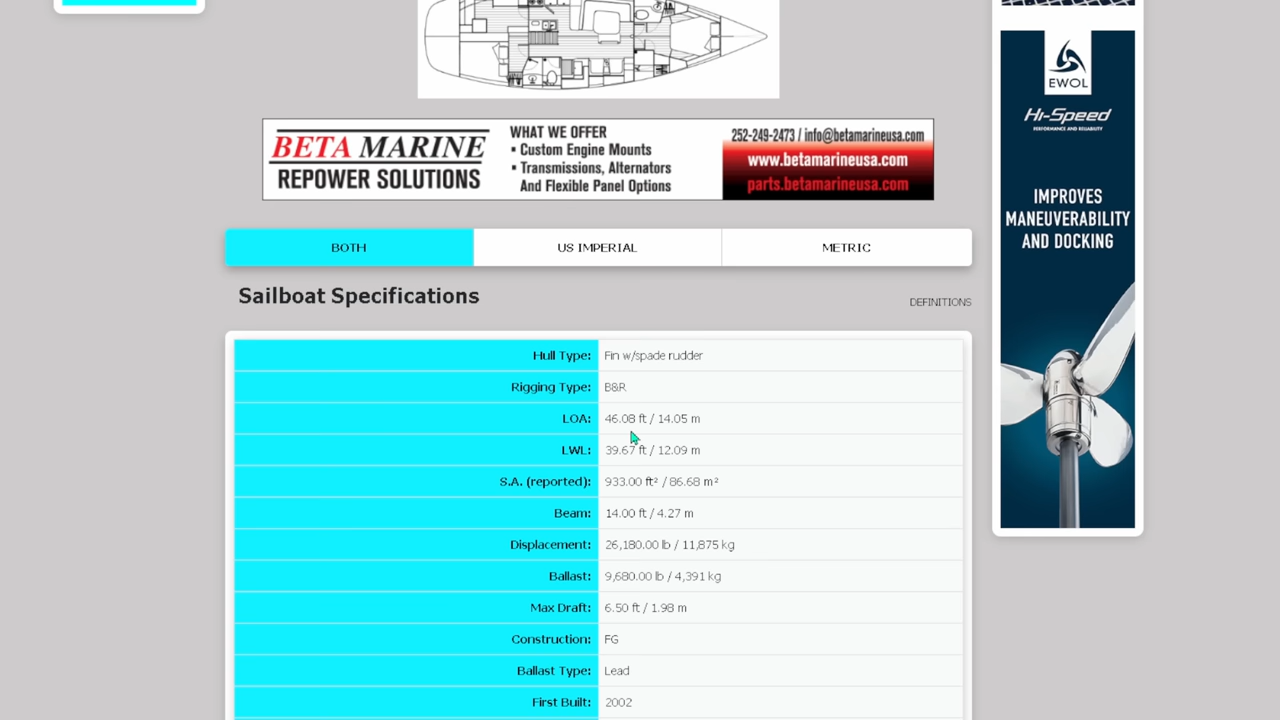 BETA MARINE
REPOWER SOLUTIONS
WHAT WE OFFER
• Custom Engine Mounts
• Transmissions, Alternators
And Flexible Panel Options
252-249-2473 / info@betamarineusa.com
www.betamarineusa.com
parts.betamarineusa.com
EWOL
Hi-Speed
PERFORMANCE AND RELIABILITY
IMPROVES
MANEUVERABILITY
AND DOCKING
BOTH
US IMPERIAL
METRIC
Sailboat Specifications
DEFINITIONS
Hull Type: Fin w/spade rudder
Rigging Type: B&R
LOA: 46.08 ft / 14.05 m
LWL: 39.67 ft / 12.09 m
S.A. (reported): 933.00 ft² / 86.68 m²
Beam: 14.00 ft / 4.27 m
Displacement: 26,180.00 lb / 11,875 kg
Ballast: 9,680.00 lb / 4,391 kg
Max Draft: 6.50 ft / 1.98 m
Construction: FG
Ballast Type: Lead
First Built: 2002